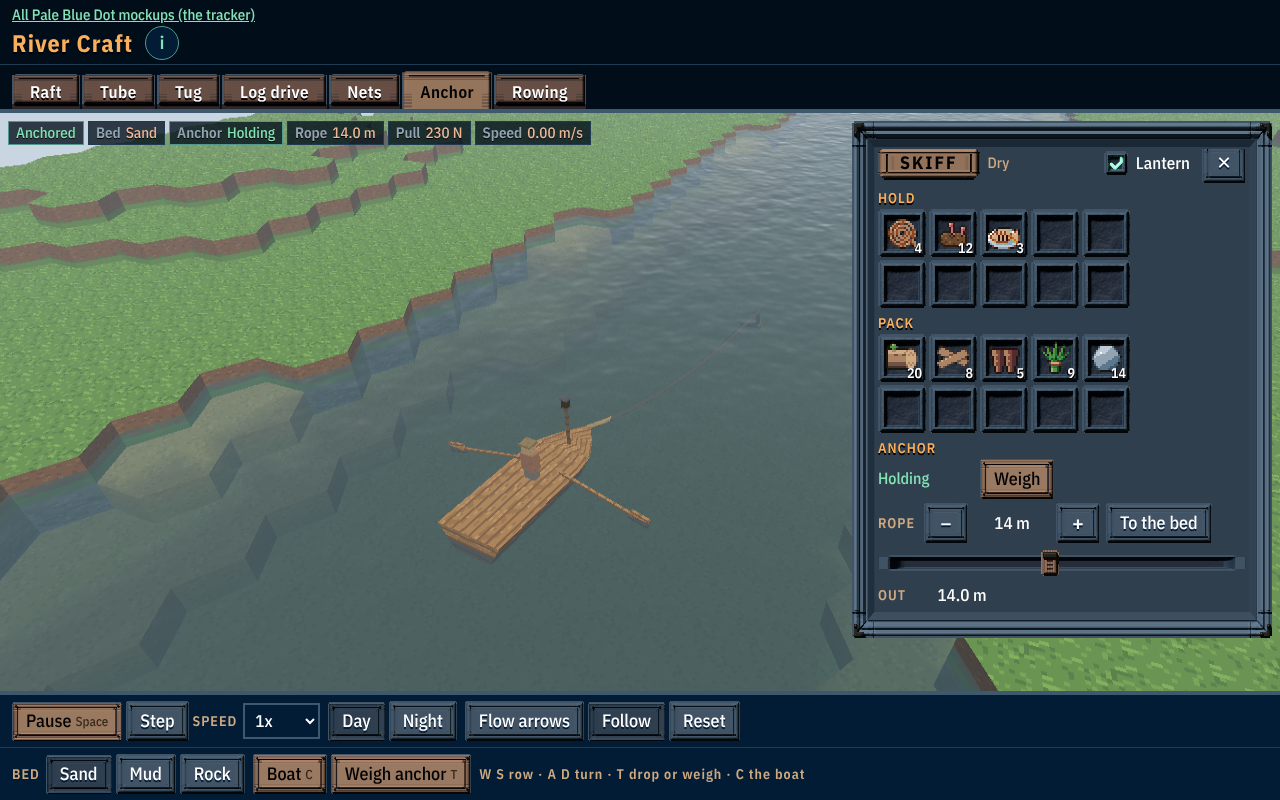 All Pale Blue Dot mockups (the tracker)
River Craft i
Raft Tube Tug Log drive Nets Anchor Rowing
Anchored Bed Sand Anchor Holding Rope 14.0 m Pull 230 N Speed 0.00 m/s
SKIFF Dry Lantern ×
HOLD
4 12 3
PACK
20 8 5 9 14
ANCHOR
Holding Weigh
ROPE − 14 m + To the bed
OUT 14.0 m
Pause Space Step SPEED 1x Day Night Flow arrows Follow Reset
BED Sand Mud Rock Boat C Weigh anchor T W S row · A D turn · T drop or weigh · C the boat